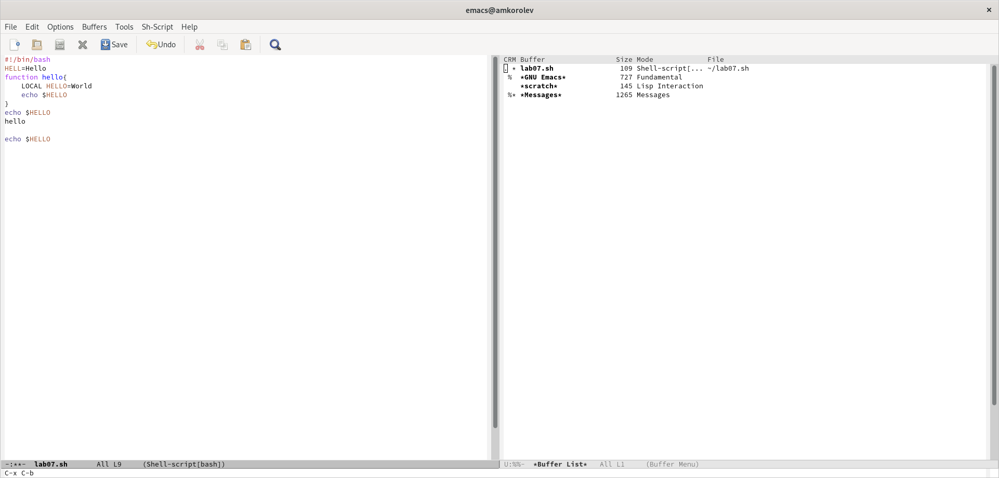 emacs@amkorolev
File Edit Options Buffers Tools Sh-Script Help
Save Undo
#!/bin/bash
HELL=Hello
function hello{
    LOCAL HELLO=World
    echo $HELLO
}
echo $HELLO
hello

echo $HELLO
-:**-  lab07.sh       All L9     (Shell-script[bash])
CRM Buffer                 Size Mode             File
. * lab07.sh                109 Shell-script[... ~/lab07.sh
 %  *GNU Emacs*             727 Fundamental
    *scratch*               145 Lisp Interaction
 %* *Messages*             1265 Messages
U:%%-  *Buffer List*   All L1     (Buffer Menu)
C-x C-b